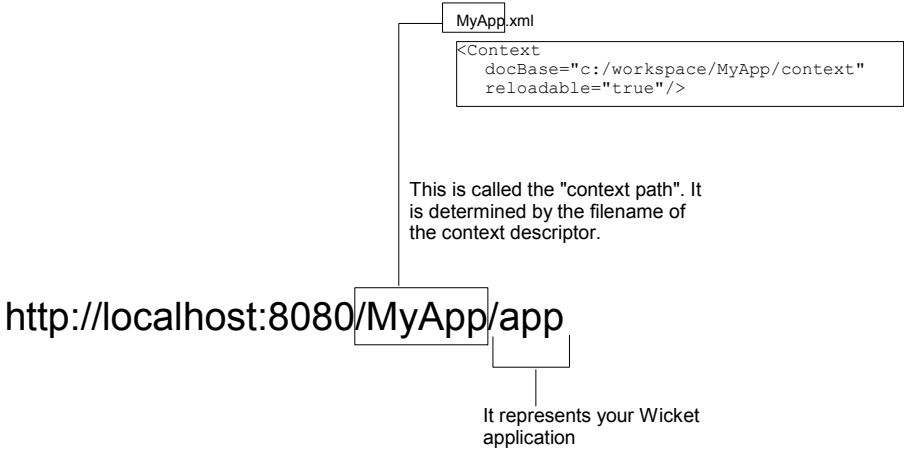 MyApp.xml
<Context
docBase="c:/workspace/MyApp/context"
reloadable="true"/>
This is called the "context path". It
is determined by the filename of
the context descriptor.
http://localhost:8080/MyApp/app
It represents your Wicket
application